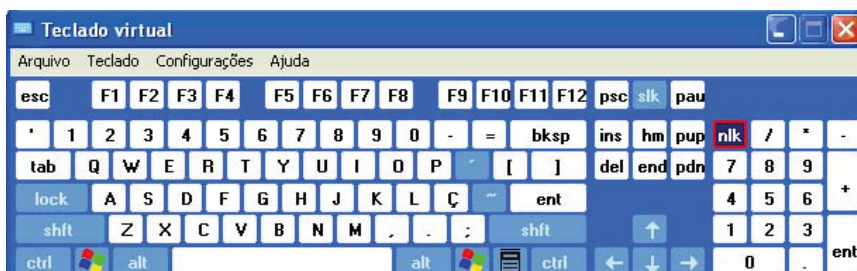 Teclado virtual
Arquivo Teclado Configurações Ajuda
esc F1 F2 F3 F4 F5 F6 F7 F8 F9 F10 F11 F12 psc slk pau
' 1 2 3 4 5 6 7 8 9 0 - = bksp ins hm pup nlk / * -
tab Q W E R T Y U I O P ´ [ ] del end pdn 7 8 9 +
lock A S D F G H J K L Ç ~ ent 4 5 6
shft Z X C V B N M , . ; shft ↑ 1 2 3 ent
ctrl alt alt ctrl ← ↓ → 0 .